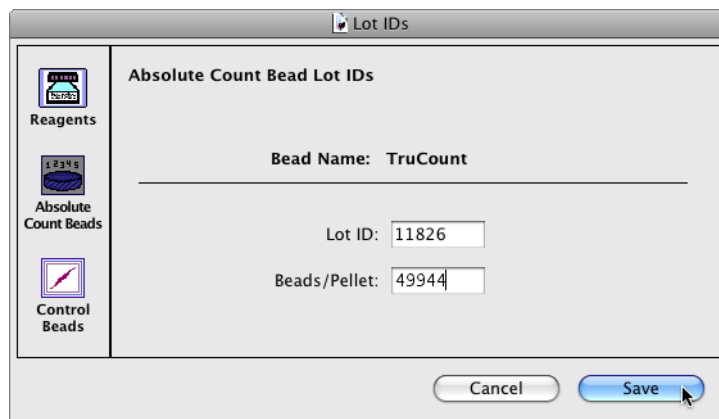 Lot IDs
Reagents
12345
Absolute
Count Beads
Control
Beads
Absolute Count Bead Lot IDs
Bead Name: TruCount
Lot ID: 11826
Beads/Pellet: 49944
Cancel
Save